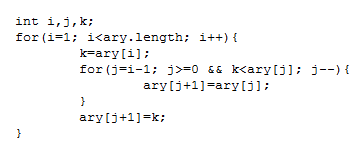 int i,j,k;
for(i=1; i<ary.length; i++){
        k=ary[i];
        for(j=i-1; j>=0 && k<ary[j]; j--){
                ary[j+1]=ary[j];
        }
        ary[j+1]=k;
}